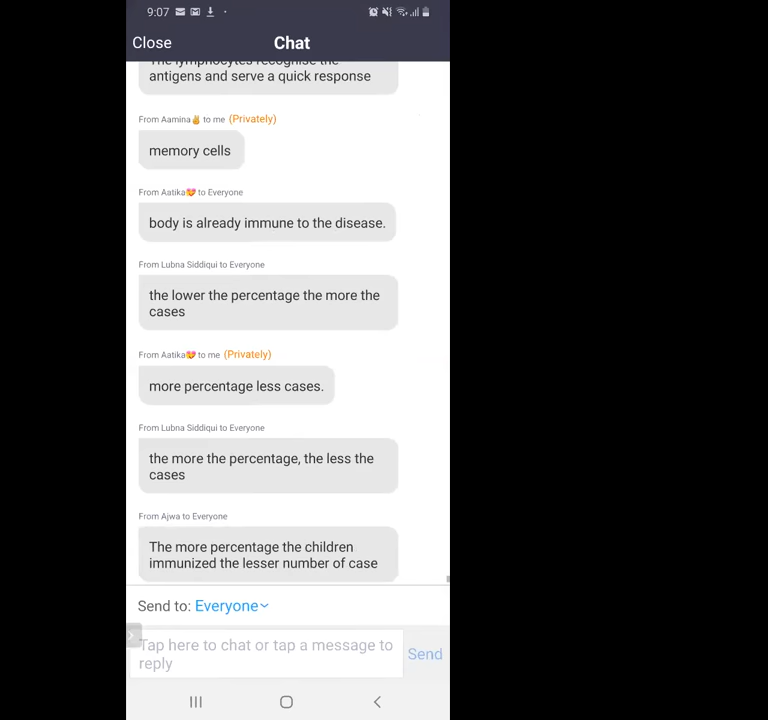 9:07
Close
Chat
The lymphocytes recognise the
antigens and serve a quick response
From Aamina✌ to me (Privately)
memory cells
From Aatika💝 to Everyone
body is already immune to the disease.
From Lubna Siddiqui to Everyone
the lower the percentage the more the
cases
From Aatika💝 to me (Privately)
more percentage less cases.
From Lubna Siddiqui to Everyone
the more the percentage, the less the
cases
From Ajwa to Everyone
The more percentage the children
immunized the lesser number of case
Send to: Everyone
Tap here to chat or tap a message to
reply
Send